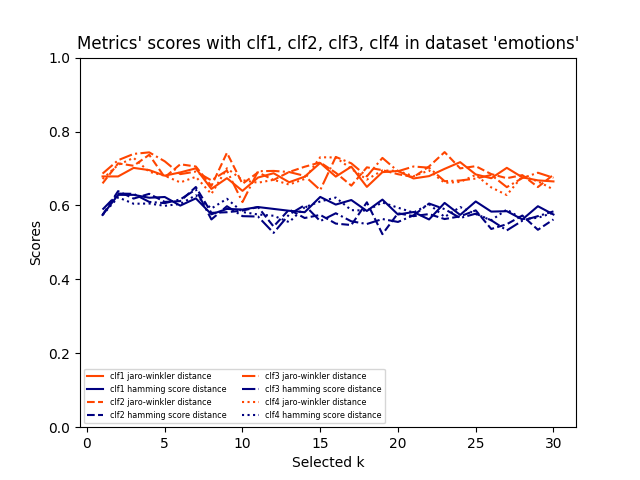 Metrics' scores with clf1, clf2, clf3, clf4 in dataset 'emotions'
1.0
0.8
0.6
0.4
0.2
0.0
Scores
clf1 jaro-winkler distance
clf1 hamming score distance
clf2 jaro-winkler distance
clf2 hamming score distance
clf3 jaro-winkler distance
clf3 hamming score distance
clf4 jaro-winkler distance
clf4 hamming score distance
0 5 10 15 20 25 30
Selected k